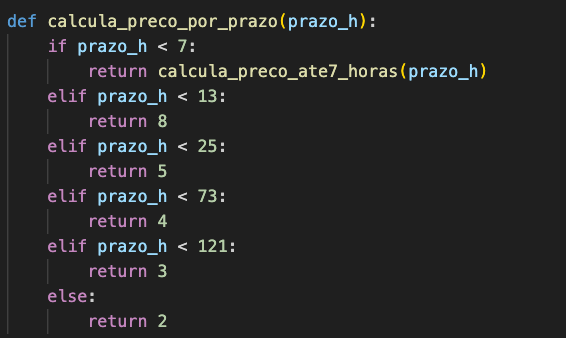 def calcula_preco_por_prazo(prazo_h):
    if prazo_h < 7:
        return calcula_preco_ate7_horas(prazo_h)
    elif prazo_h < 13:
        return 8
    elif prazo_h < 25:
        return 5
    elif prazo_h < 73:
        return 4
    elif prazo_h < 121:
        return 3
    else:
        return 2